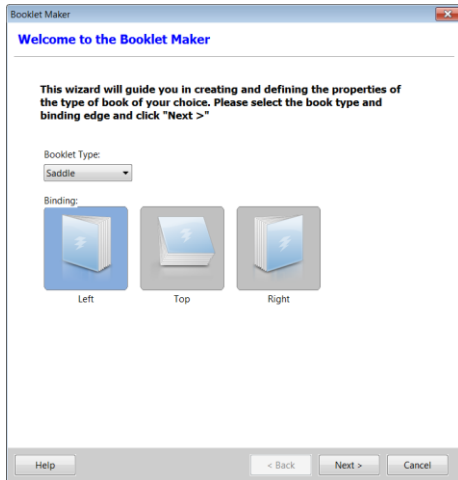 Booklet Maker
Welcome to the Booklet Maker
This wizard will guide you in creating and defining the properties of
the type of book of your choice. Please select the book type and
binding edge and click "Next >"
Booklet Type:
Saddle
Binding:
Left Top Right
Help < Back Next > Cancel